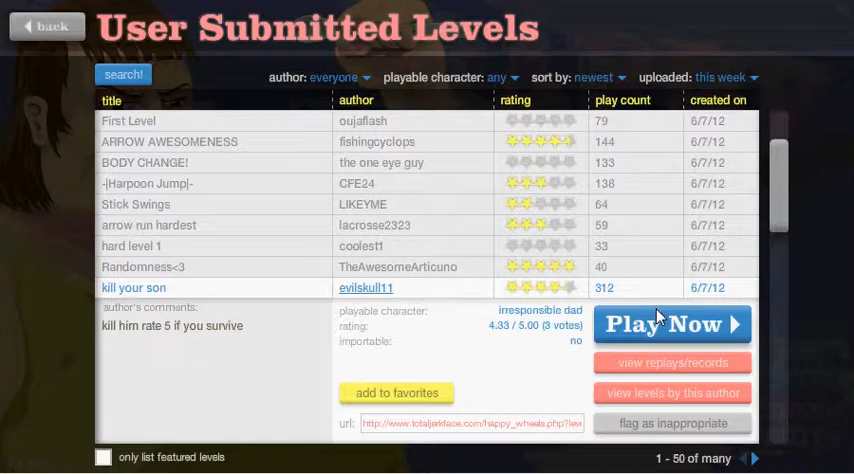 back
User Submitted Levels
search!
author: everyone playable character: any sort by: newest uploaded: this week
title author rating play count created on
First Level oujaflash 79 6/7/12
ARROW AWESOMENESS fishingcyclops 144 6/7/12
BODY CHANGE! the one eye guy 133 6/7/12
-|Harpoon Jump|- CFE24 138 6/7/12
Stick Swings LIKEYME 64 6/7/12
arrow run hardest lacrosse2323 59 6/7/12
hard level 1 coolest1 33 6/7/12
Randomness<3 TheAwesomeArticuno 40 6/7/12
kill your son evilskull11 312 6/7/12
author's comments:
kill him rate 5 if you survive
playable character: irresponsible dad
rating: 4.33 / 5.00 (3 votes)
importable: no
Play Now
view replays/records
add to favorites
view levels by this author
url: http://www.totaljerkface.com/happy_wheels.php?leve
flag as inappropriate
only list featured levels
1 - 50 of many